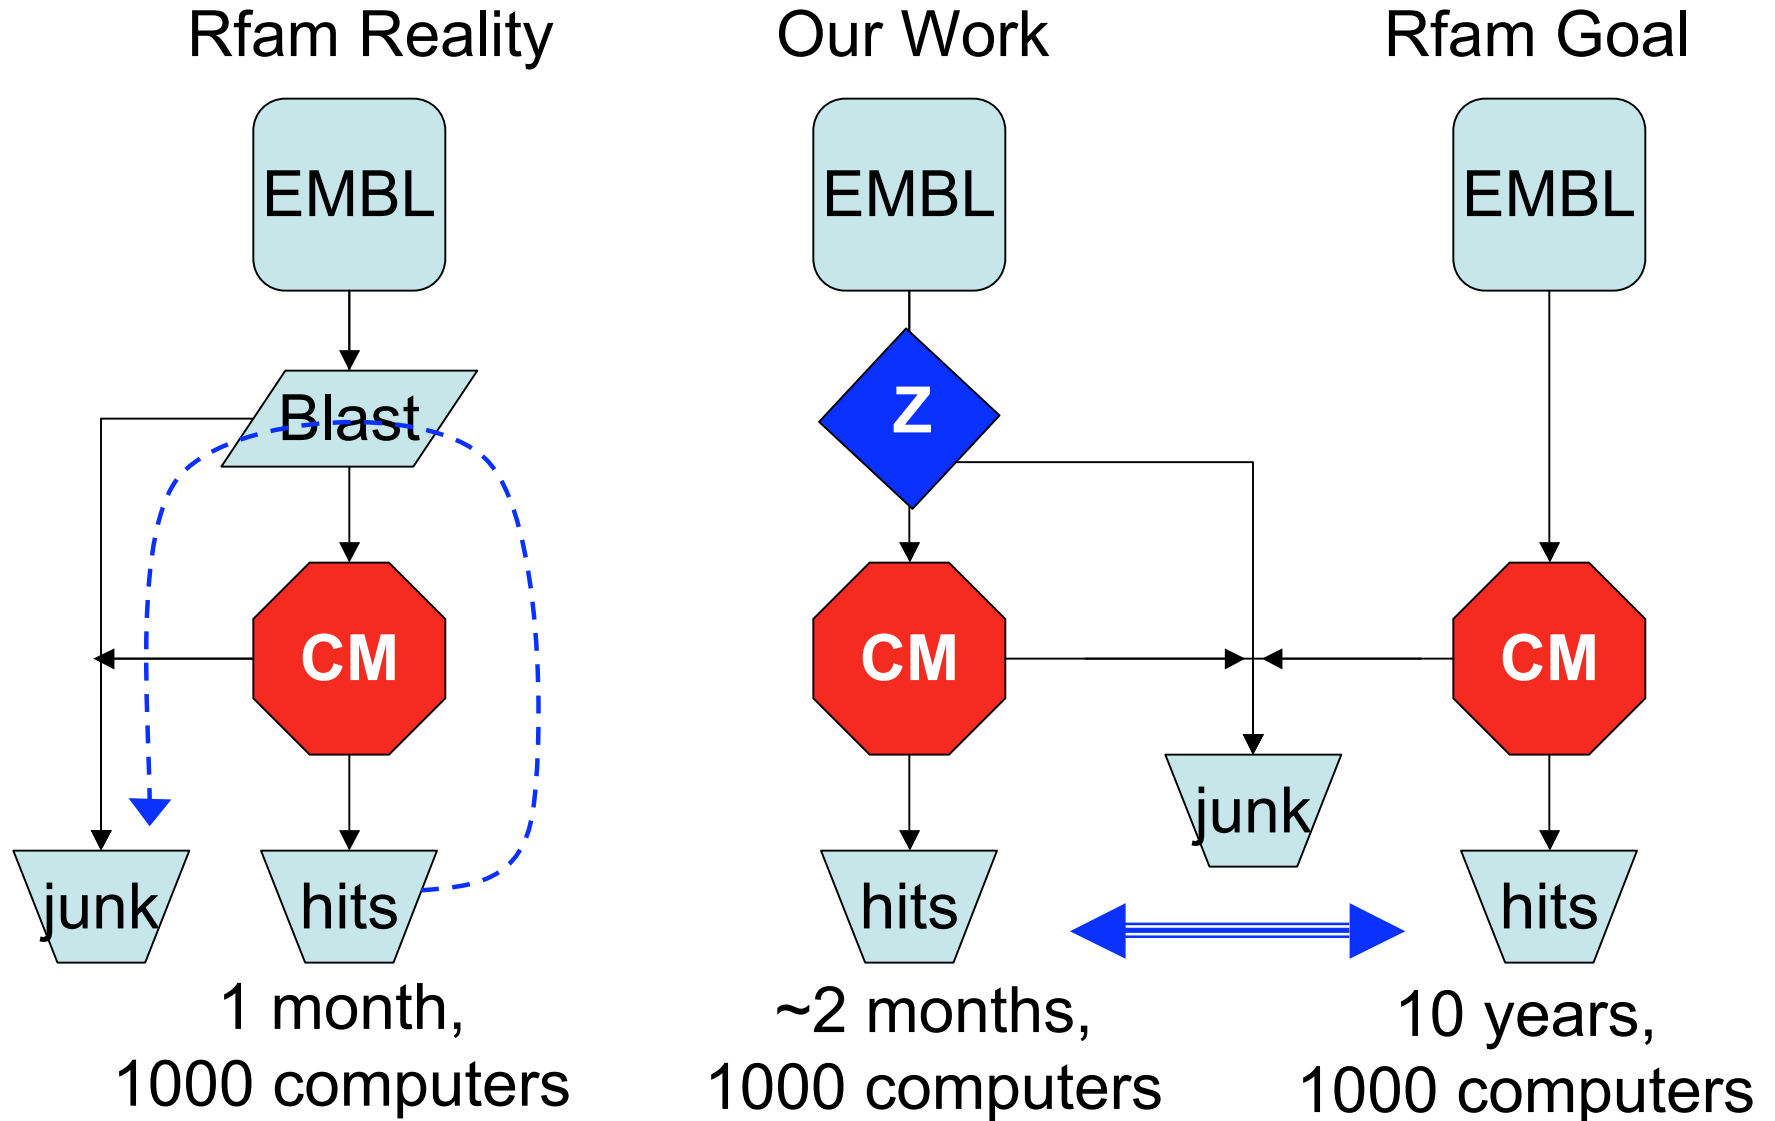 Rfam Reality
Our Work
Rfam Goal
EMBL
EMBL
EMBL
Blast
Z
CM
CM
CM
junk
junk
hits
hits
hits
1 month,
1000 computers
~2 months,
1000 computers
10 years,
1000 computers